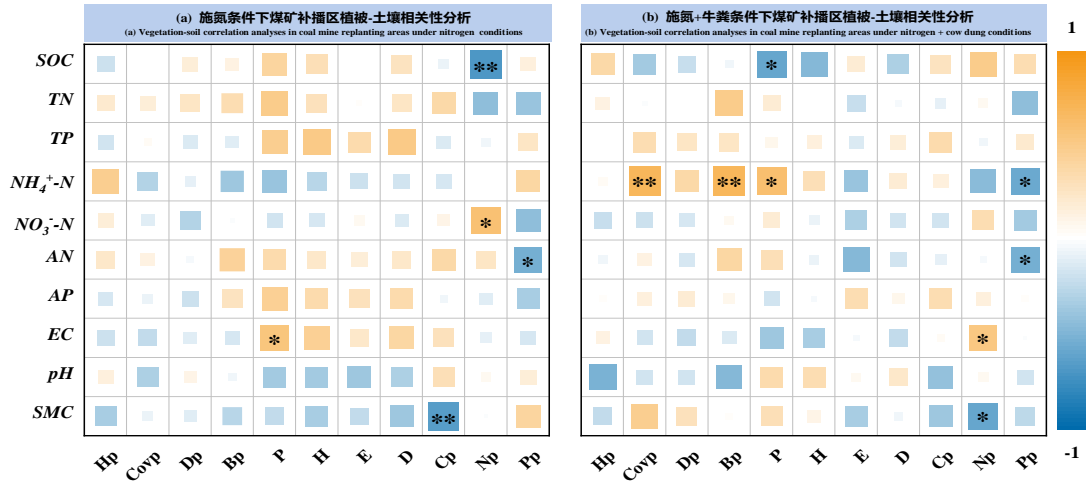 (a) 施氮条件下煤矿补播区植被-土壤相关性分析
(a) Vegetation-soil correlation analyses in coal mine replanting areas under nitrogen conditions
(b) 施氮+牛粪条件下煤矿补播区植被-土壤相关性分析
(b) Vegetation-soil correlation analyses in coal mine replanting areas under nitrogen + cow dung conditions
1
SOC
** *
TN
TP
NH₄⁺-N
** ** * *
NO₃⁻-N
*
AN
* *
AP
EC
* *
pH
SMC
** *
-1
Hp Covp Dp Bp P H E D Cp Np Pp
Hp Covp Dp Bp P H E D Cp Np Pp